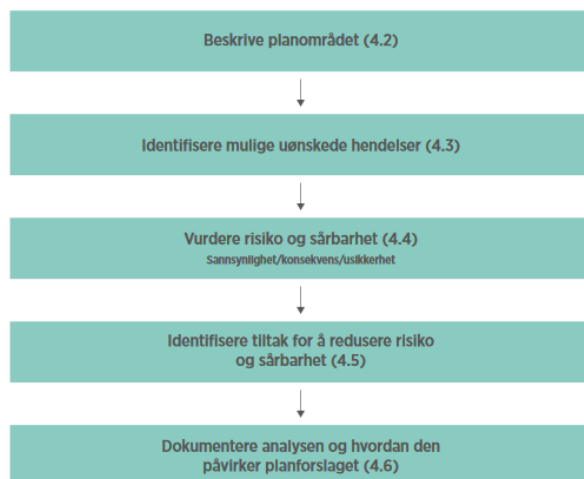 Beskrive planområdet (4.2)
Identifisere mulige uønskede hendelser (4.3)
Vurdere risiko og sårbarhet (4.4)
Sannsynlighet/konsekvens/usikkerhet
Identifisere tiltak for å redusere risiko
og sårbarhet (4.5)
Dokumentere analysen og hvordan den
påvirker planforslaget (4.6)